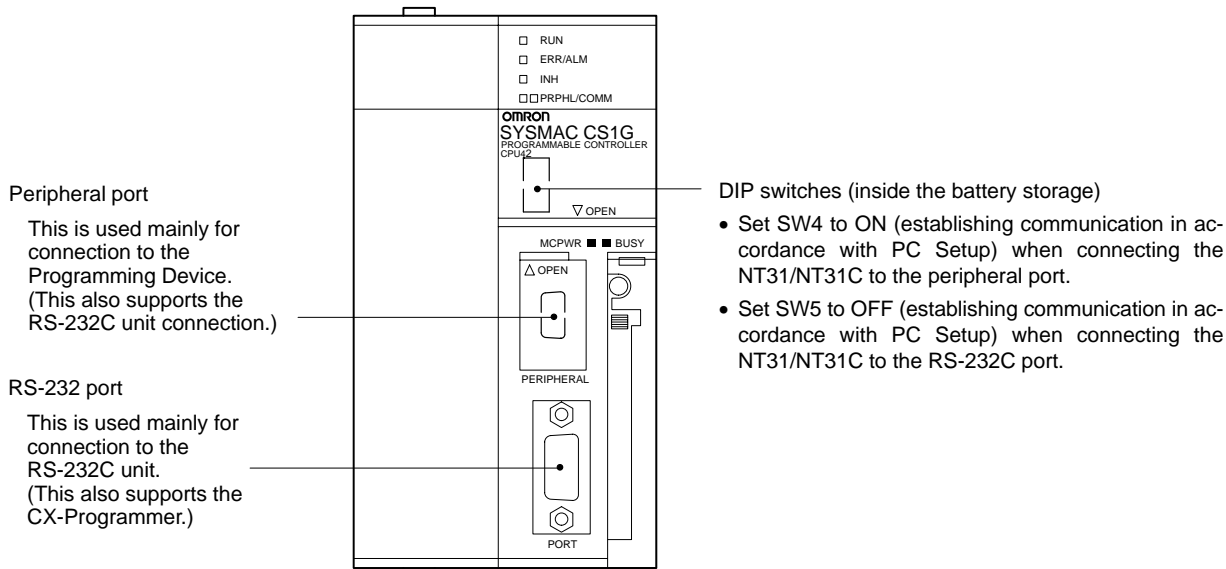 RUN
ERR/ALM
INH
PRPHL/COMM
OMRON
SYSMAC CS1G
PROGRAMMABLE CONTROLLER
CPU42
▽ OPEN
MCPWR ■ ■ BUSY
△ OPEN
PERIPHERAL
PORT
Peripheral port
This is used mainly for
connection to the
Programming Device.
(This also supports the
RS-232C unit connection.)
RS-232 port
This is used mainly for
connection to the
RS-232C unit.
(This also supports the
CX-Programmer.)
DIP switches (inside the battery storage)
• Set SW4 to ON (establishing communication in ac-
cordance with PC Setup) when connecting the
NT31/NT31C to the peripheral port.
• Set SW5 to OFF (establishing communication in ac-
cordance with PC Setup) when connecting the
NT31/NT31C to the RS-232C port.